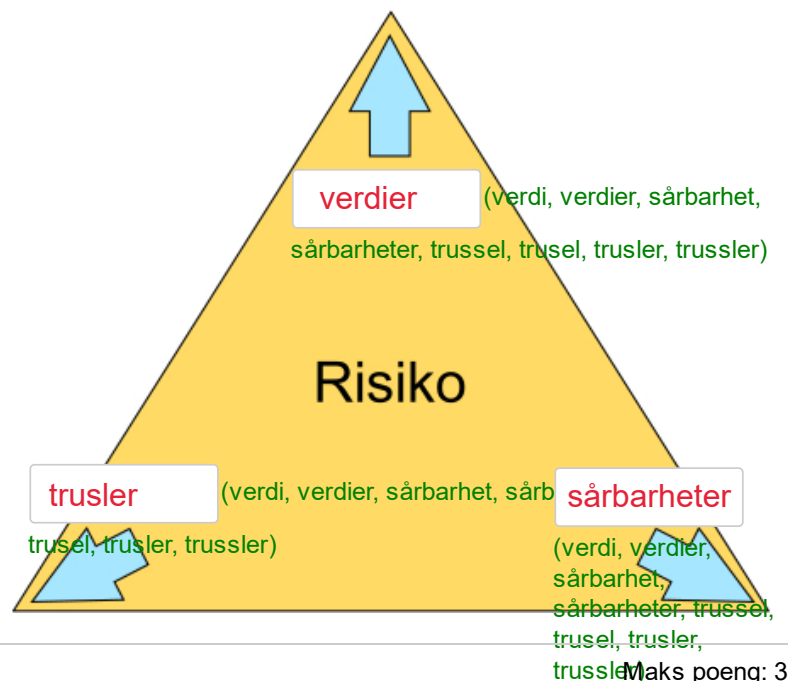 verdier (verdi, verdier, sårbarhet,
sårbarheter, trussel, trusel, trusler, trussler)
Risiko
trusler (verdi, verdier, sårbarhet, sårb
trusel, trusler, trussler)
sårbarheter
(verdi, verdier,
sårbarhet,
sårbarheter, trussel,
trusel, trusler,
trussler)
Maks poeng: 3